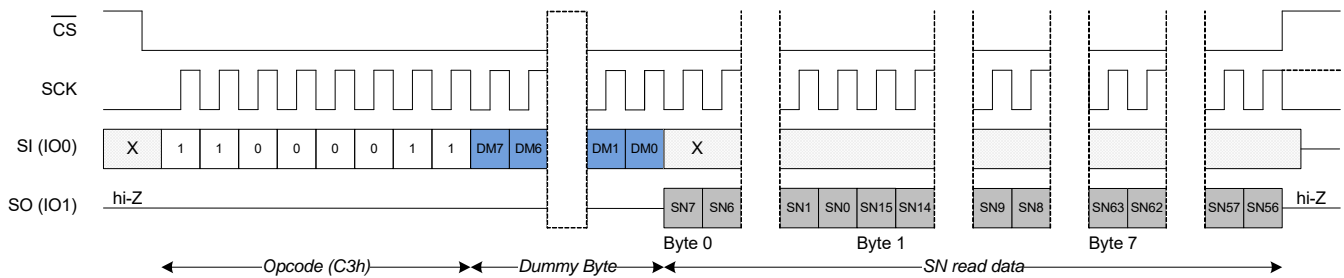 CS
SCK
SI (IO0) X 1 1 0 0 0 0 1 1 DM7 DM6 DM1 DM0 X
SO (IO1) hi-Z SN7 SN6 SN1 SN0 SN15 SN14 SN9 SN8 SN63 SN62 SN57 SN56 hi-Z
Byte 0 Byte 1 Byte 7
Opcode (C3h) Dummy Byte SN read data